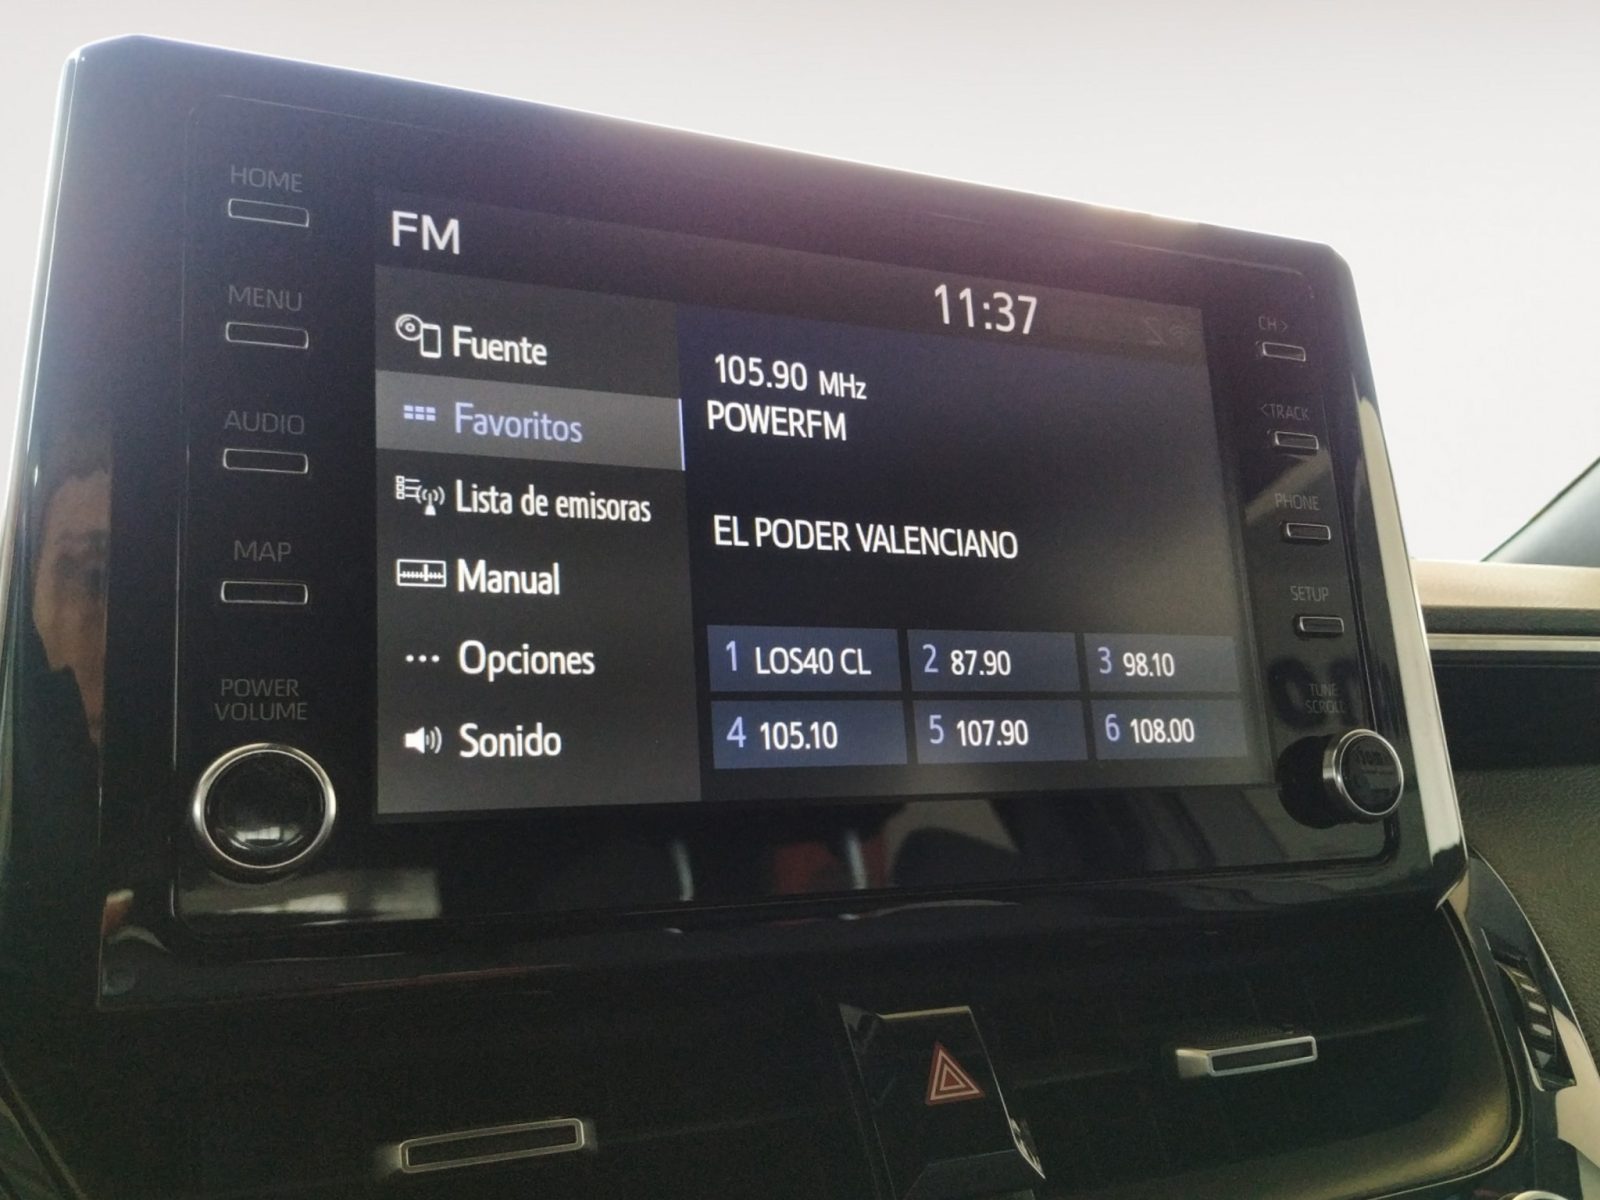 HOME
MENU
AUDIO
MAP
POWER
VOLUME
FM
11:37
Fuente
Favoritos
Lista de emisoras
Manual
Opciones
Sonido
105.90 MHz
POWERFM
EL PODER VALENCIANO
1 LOS40 CL
2 87.90
3 98.10
4 105.10
5 107.90
6 108.00
CH >
< TRACK
PHONE
SETUP
TUNE
SCROLL